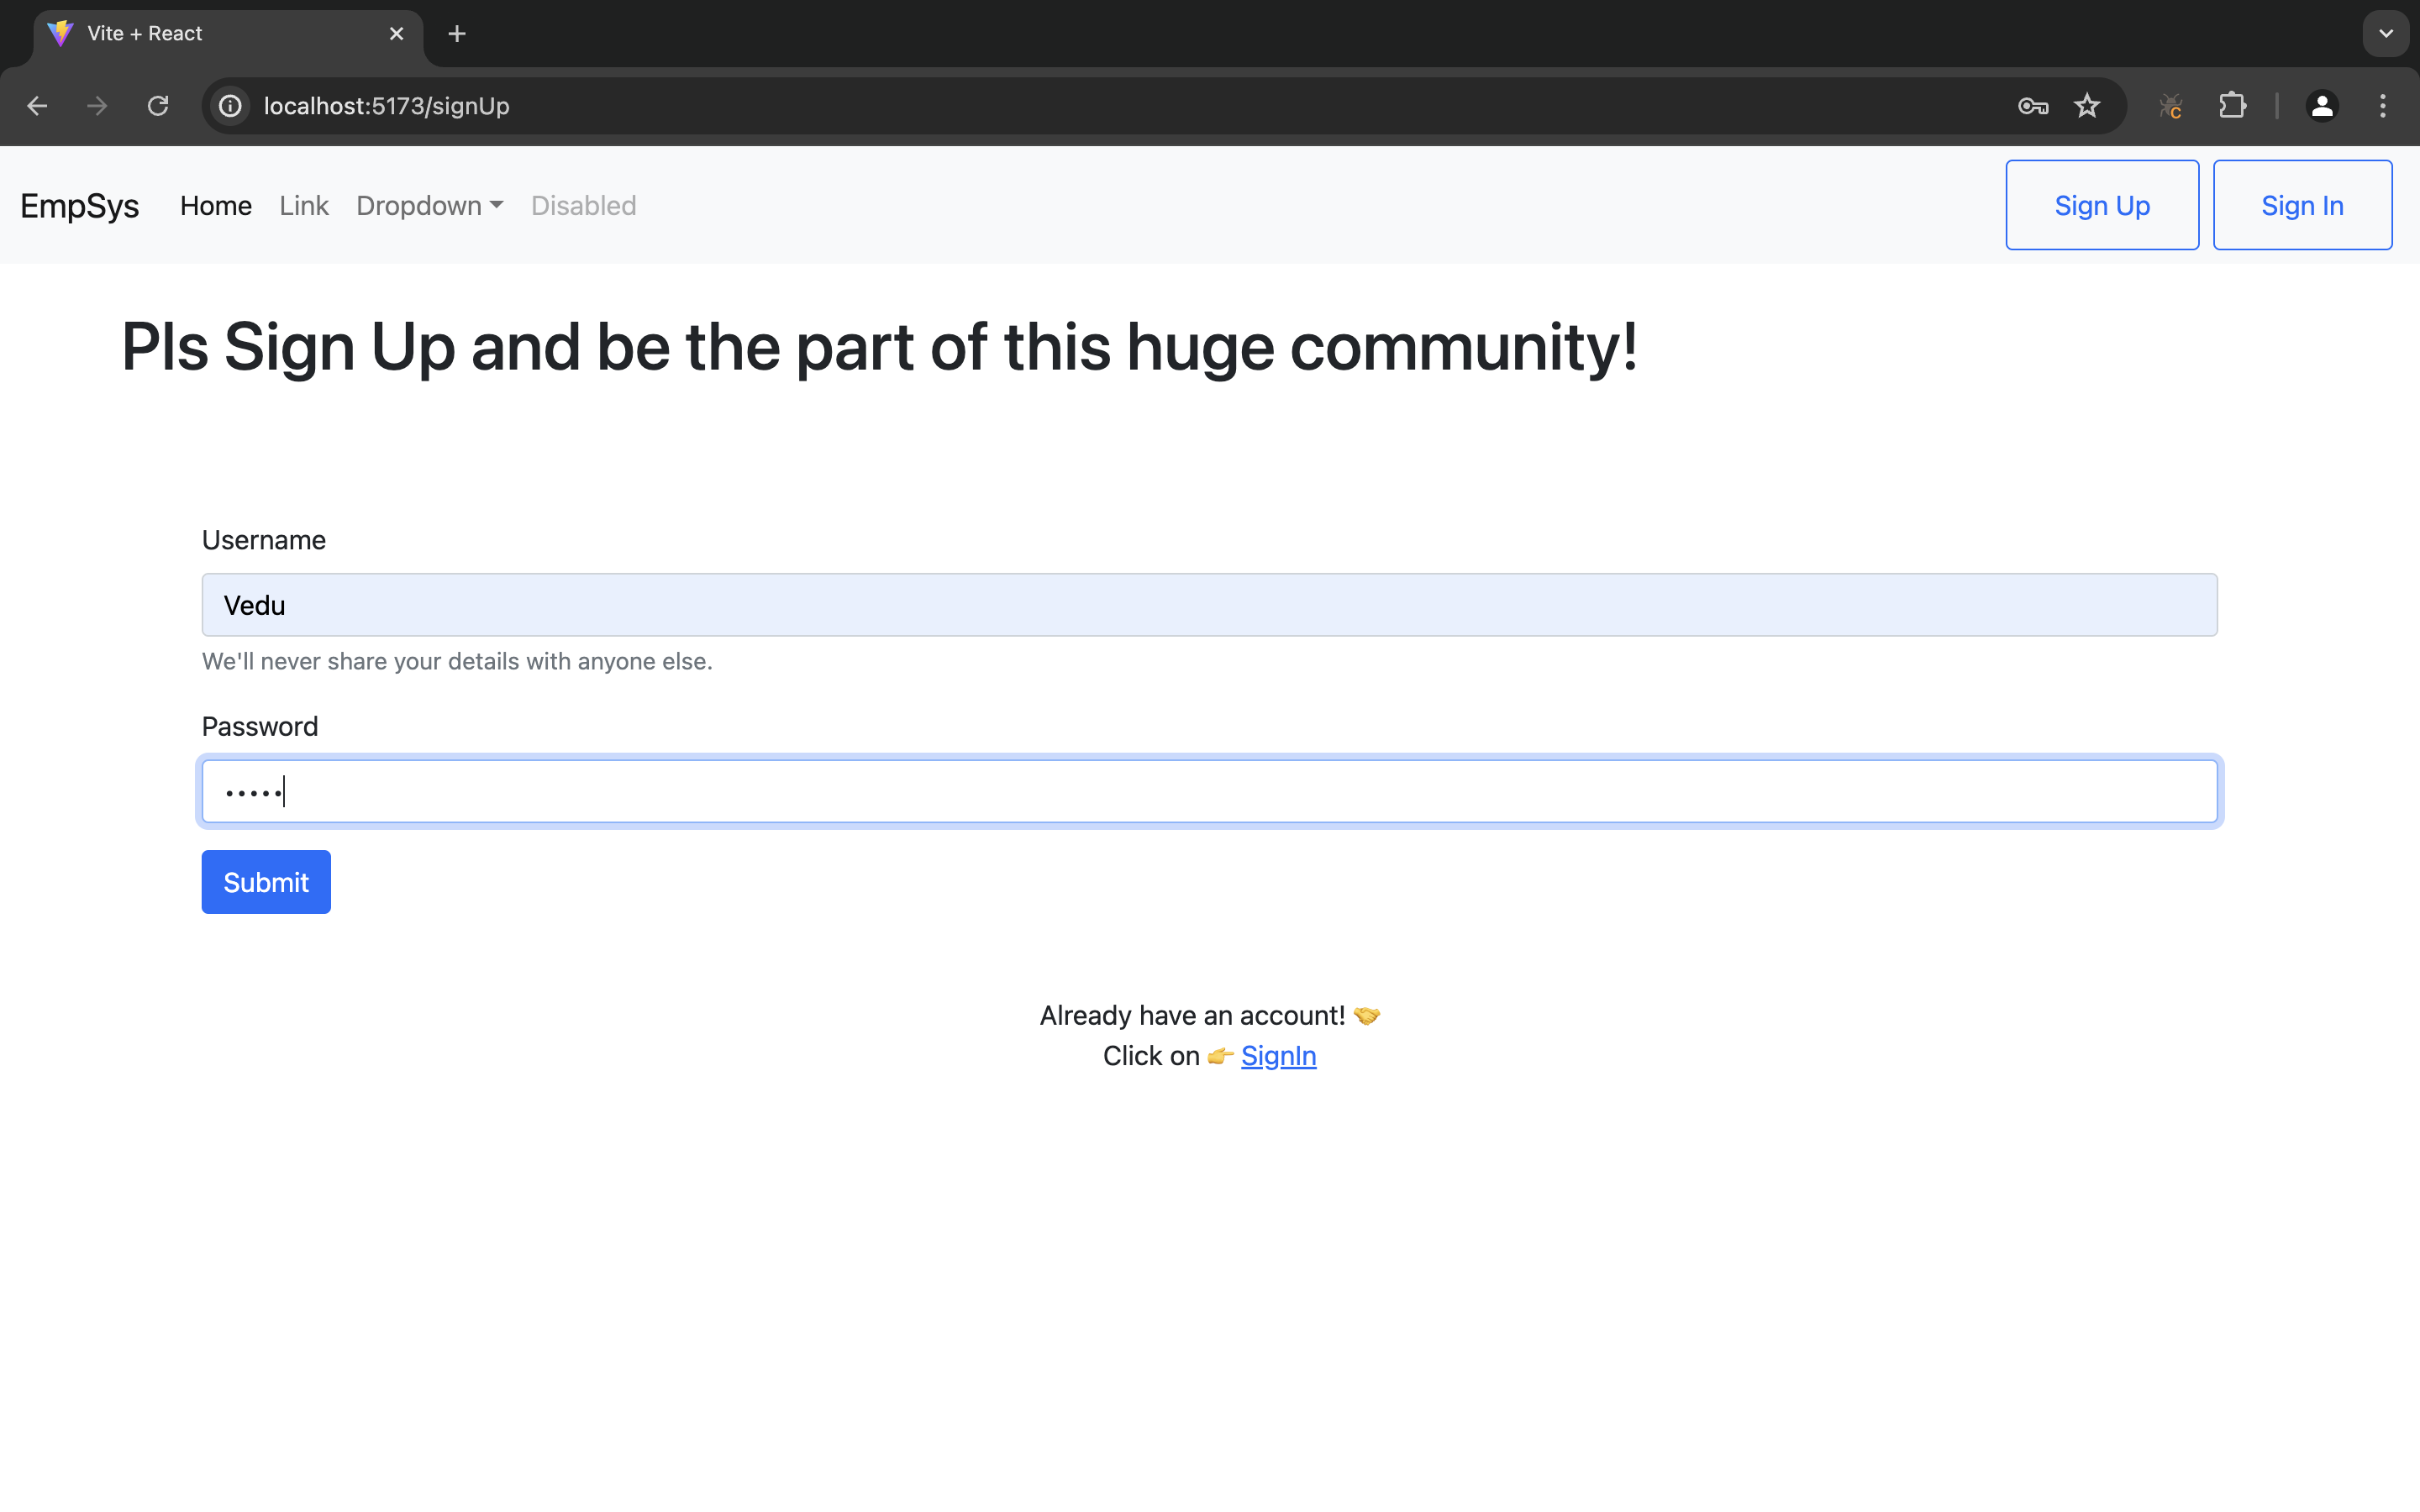 Vite + React
localhost:5173/signUp
EmpSys Home Link Dropdown Disabled Sign Up Sign In
Pls Sign Up and be the part of this huge community!
Username
Vedu
We'll never share your details with anyone else.
Password
•••••
Submit
Already have an account! 🤝
Click on 👉 SignIn